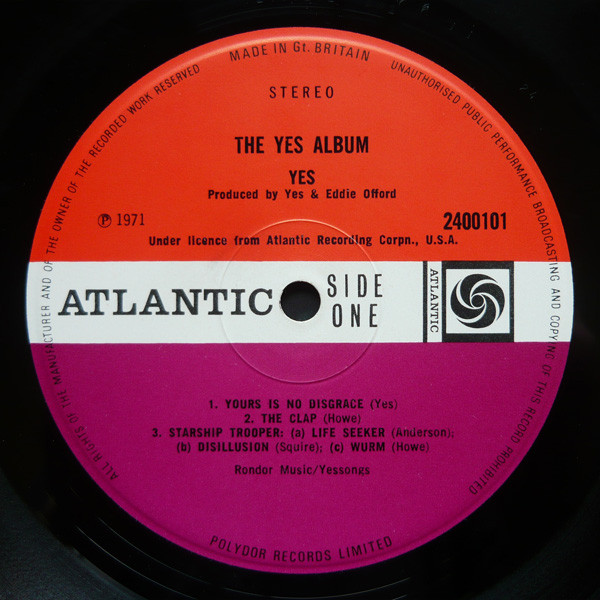 MADE IN Gt. BRITAIN
UNAUTHORISED PUBLIC PERFORMANCE BROADCASTING AND COPYING OF THIS RECORD PROHIBITED
ALL RIGHTS OF THE MANUFACTURER AND OF THE OWNER OF THE RECORDED WORK RESERVED
STEREO
THE YES ALBUM
YES
Produced by Yes & Eddie Offord
℗ 1971
2400101
Under licence from Atlantic Recording Corpn., U.S.A.
ATLANTIC
SIDE
ONE
ATLANTIC
1. YOURS IS NO DISGRACE (Yes)
2. THE CLAP (Howe)
3. STARSHIP TROOPER: (a) LIFE SEEKER (Anderson);
(b) DISILLUSION (Squire); (c) WURM (Howe)
Rondor Music/Yessongs
POLYDOR RECORDS LIMITED